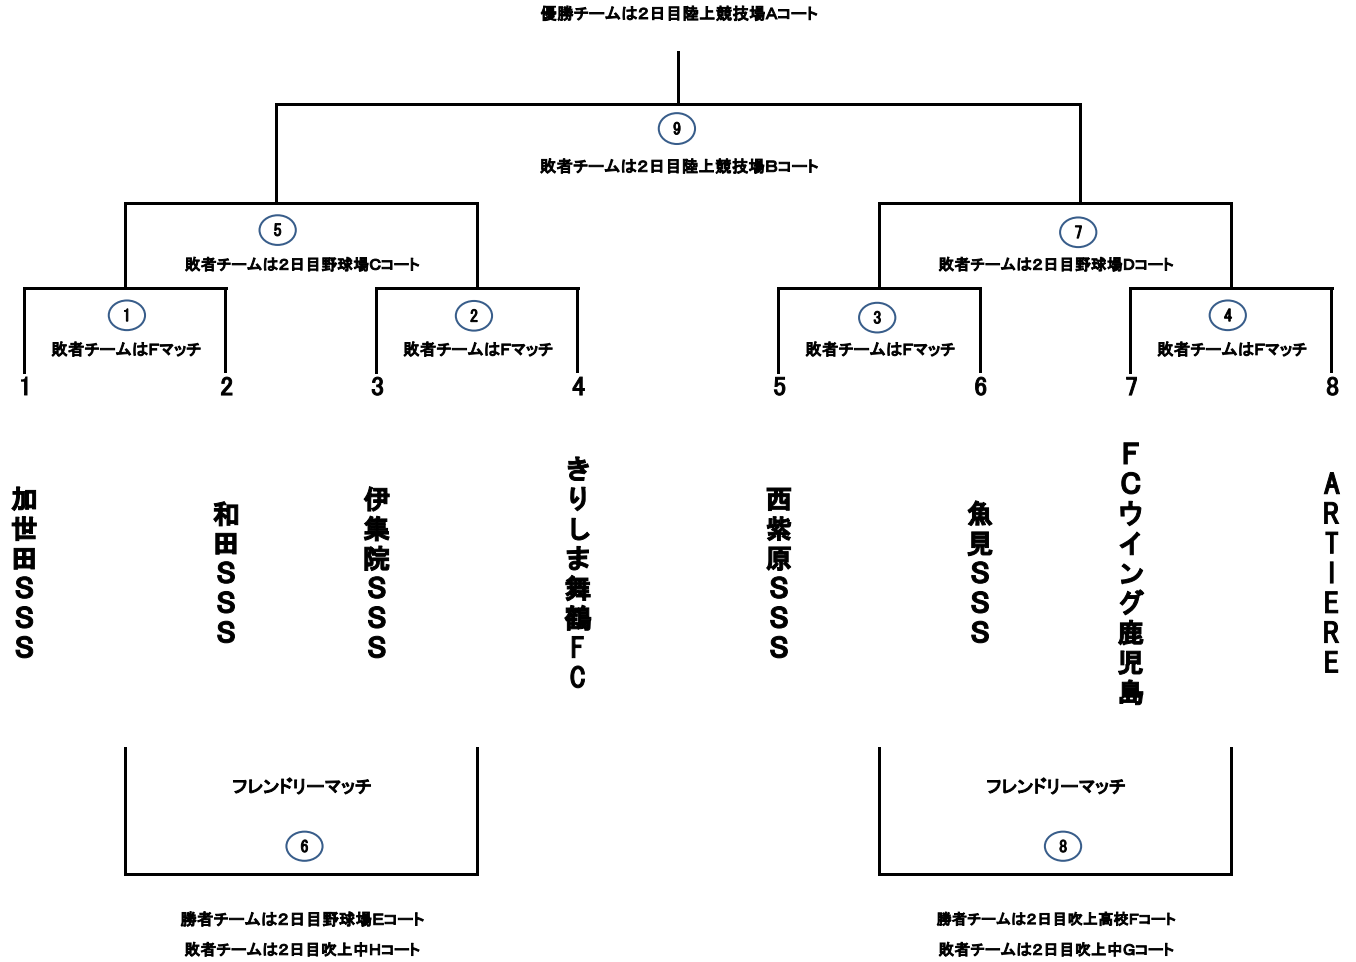 優勝チームは２日目陸上競技場Aコート
9
敗者チームは２日目陸上競技場Bコート
5
7
敗者チームは２日目野球場Cコート
敗者チームは２日目野球場Dコート
1
2
3
4
敗者チームはFマッチ
敗者チームはFマッチ
敗者チームはFマッチ
敗者チームはFマッチ
1
2
3
4
5
6
7
8
加世田SSS
和田SSS
伊集院SSS
きりしま舞鶴FC
西紫原SSS
魚見SSS
FCウイング鹿児島
ARTIERE
フレンドリーマッチ
フレンドリーマッチ
6
8
勝者チームは２日目野球場Eコート
勝者チームは２日目吹上高校Fコート
敗者チームは２日目吹上中Hコート
敗者チームは２日目吹上中Gコート